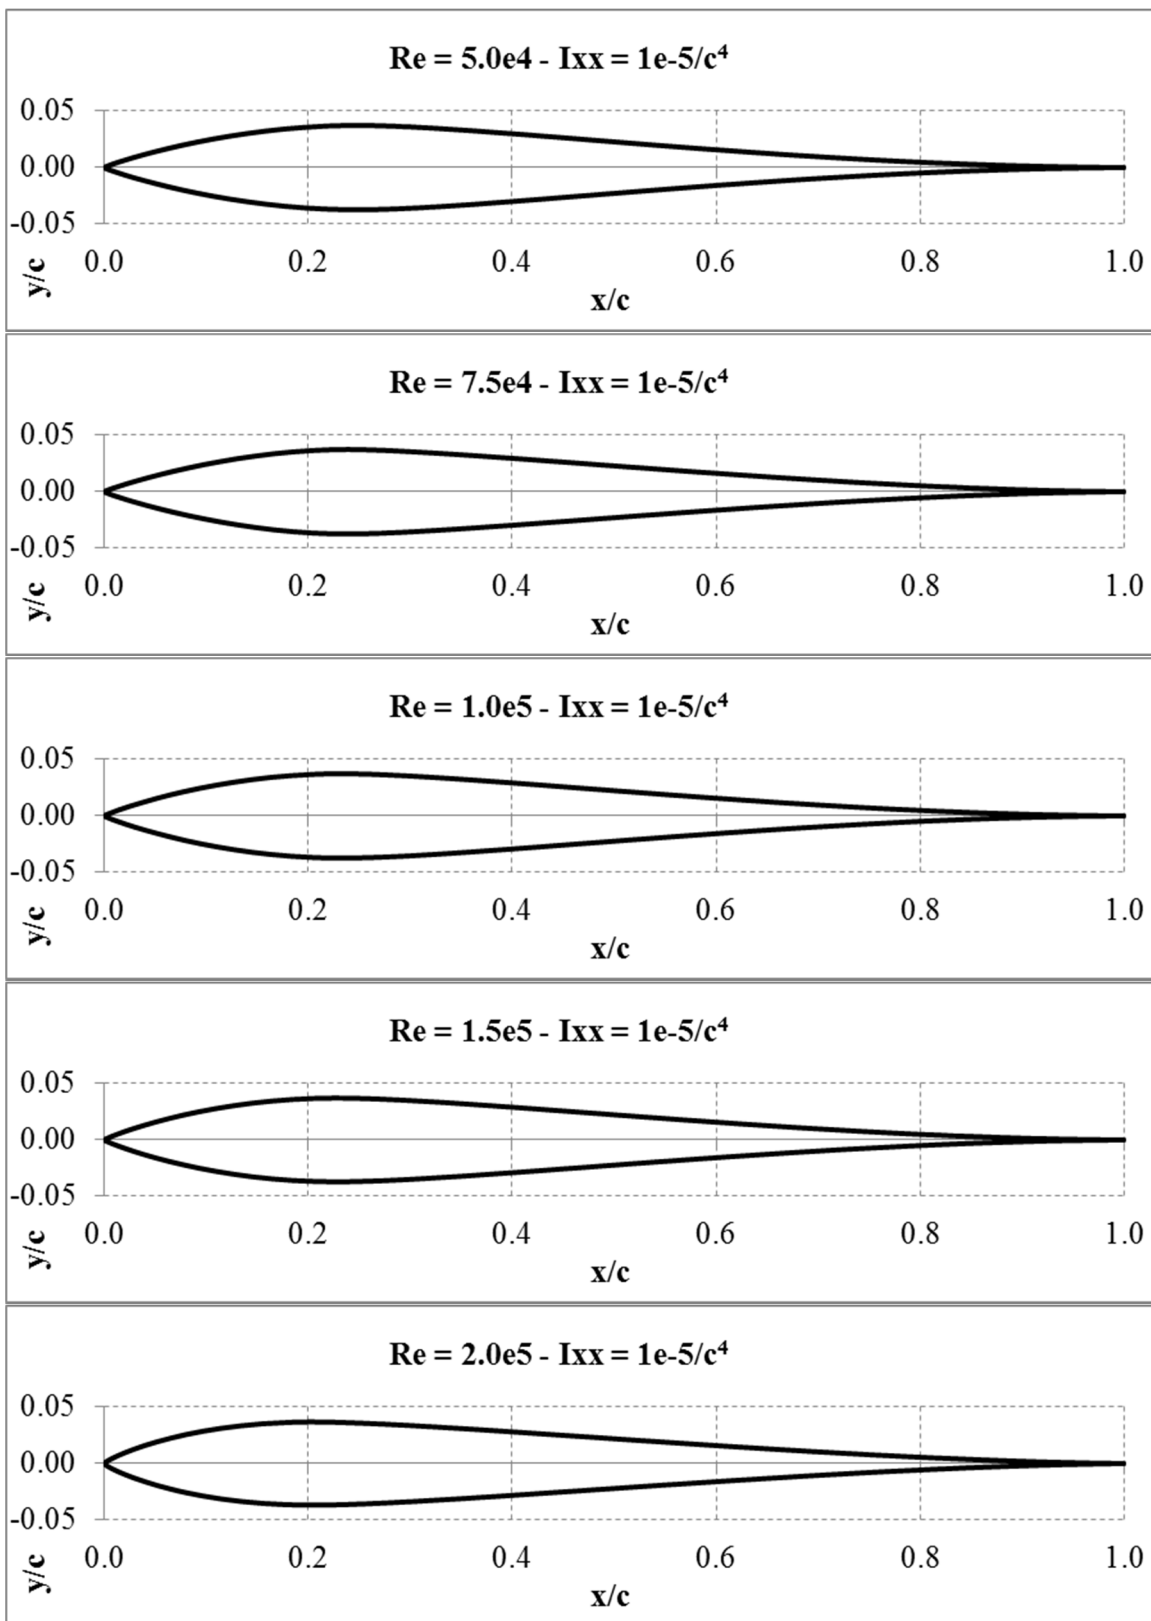 Re = 5.0e4 - Ixx = 1e-5/c⁴
0.05
0.00
-0.05
0.0 0.2 0.4 0.6 0.8 1.0
y/c
x/c
Re = 7.5e4 - Ixx = 1e-5/c⁴
0.05
0.00
-0.05
0.0 0.2 0.4 0.6 0.8 1.0
y/c
x/c
Re = 1.0e5 - Ixx = 1e-5/c⁴
0.05
0.00
-0.05
0.0 0.2 0.4 0.6 0.8 1.0
y/c
x/c
Re = 1.5e5 - Ixx = 1e-5/c⁴
0.05
0.00
-0.05
0.0 0.2 0.4 0.6 0.8 1.0
y/c
x/c
Re = 2.0e5 - Ixx = 1e-5/c⁴
0.05
0.00
-0.05
0.0 0.2 0.4 0.6 0.8 1.0
y/c
x/c